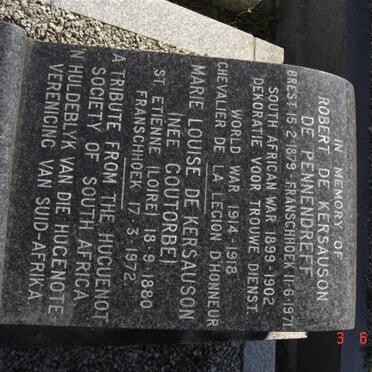 IN MEMORY OF
ROBERT DE KERSAUSON
DE PENNENDREFF
BREST 15·2·1879 FRANSCHHOEK 11·6·1971
SOUTH AFRICAN WAR 1899-1902
DEKORATIE VOOR TROUWE DIENST.
WORLD WAR 1914-1918
CHEVALIER DE LA LEGION D'HONNEUR
MARIE LOUISE DE KERSAUSON
(NÉE COUTORBE)
ST. ETIENNE (LOIRE) 18·9·1880
FRANSCHHOEK 17·3·1972
A TRIBUTE FROM THE HUGUENOT
SOCIETY OF SOUTH AFRICA
'N HULDEBLYK VAN DIE HUGENOTE-
VERENIGING VAN SUID-AFRIKA
3 6